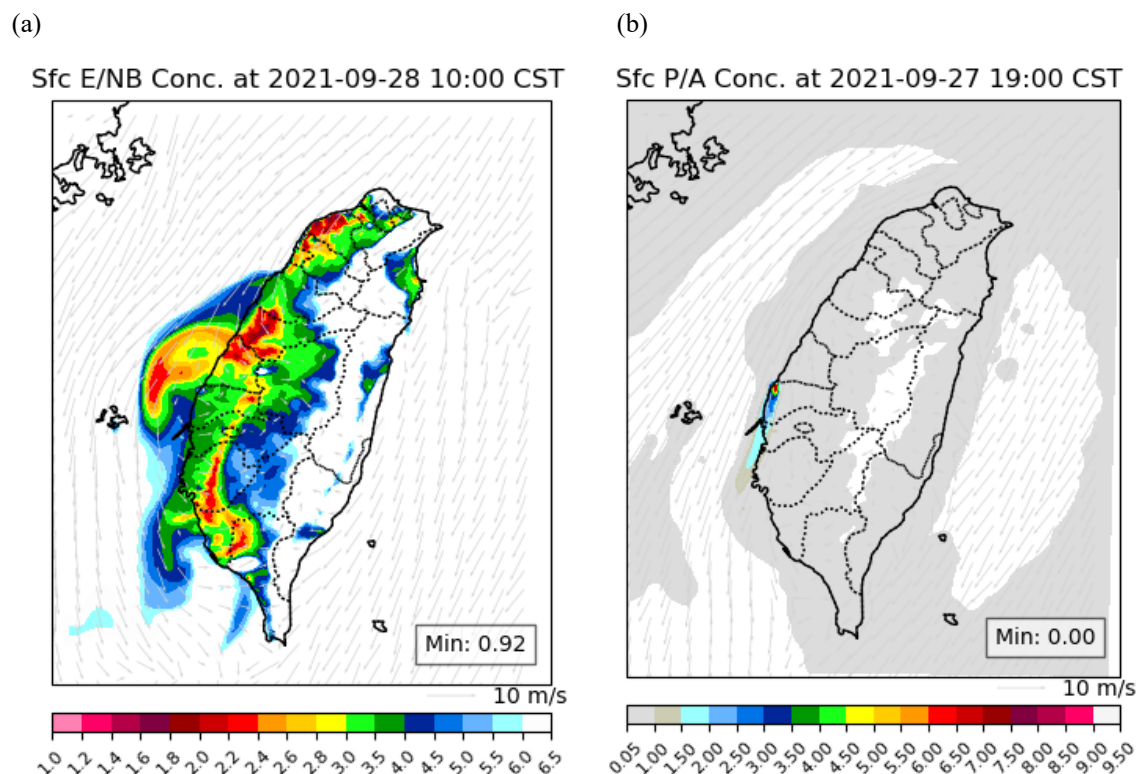 (a)
Sfc E/NB Conc. at 2021-09-28 10:00 CST
Min: 0.92
10 m/s
1.0 1.2 1.4 1.6 1.8 2.0 2.2 2.4 2.6 2.8 3.0 3.5 4.0 4.5 5.0 5.5 6.0 6.5
(b)
Sfc P/A Conc. at 2021-09-27 19:00 CST
Min: 0.00
10 m/s
0.05 1.00 1.50 2.00 2.50 3.00 3.50 4.00 4.50 5.00 5.50 6.00 6.50 7.00 7.50 8.00 8.50 9.00 9.50